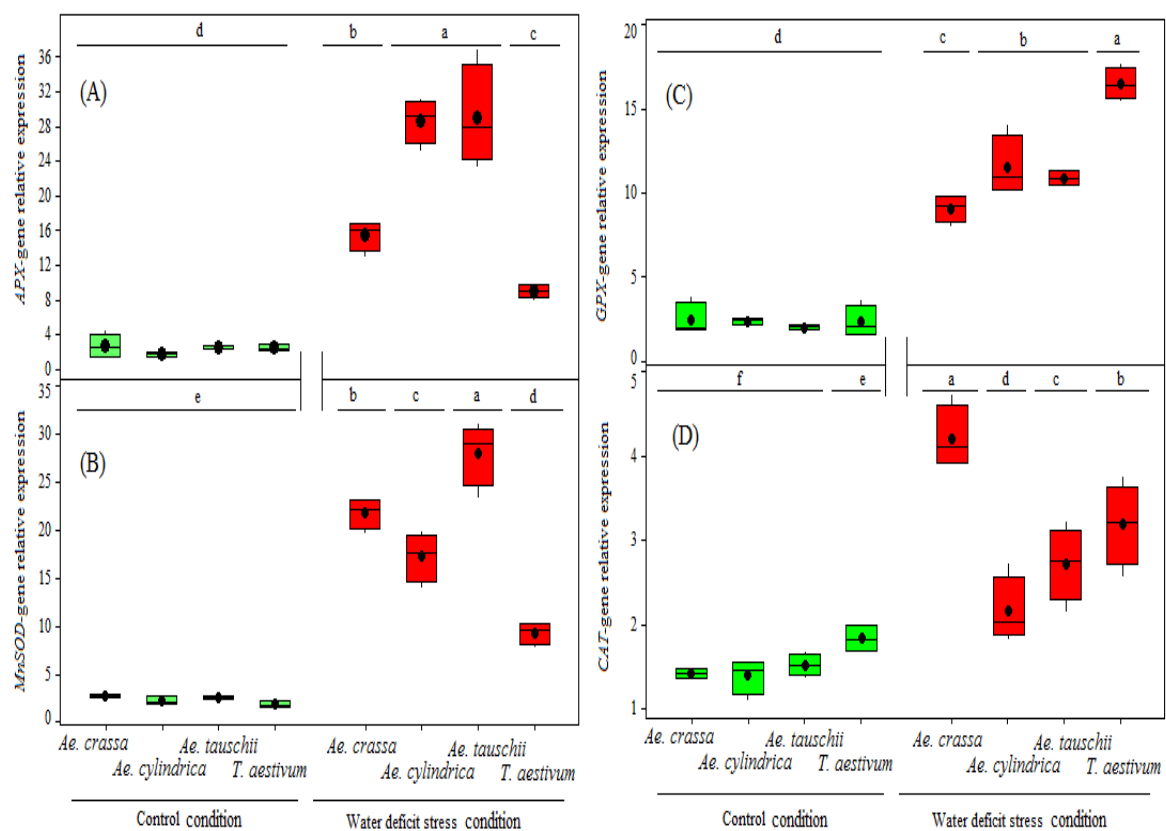 d b a c
36
32
28
24
20
16
12
8
4
0
(A)
APX-gene relative expression
e b c a d
35
30
25
20
15
10
5
0
(B)
MnSOD-gene relative expression
d c b a
20
15
10
5
0
(C)
GPX-gene relative expression
f e a d c b
5
4
3
2
1
(D)
CAT-gene relative expression
Ae. crassa Ae. tauschii Ae. crassa Ae. tauschii
Ae. cylindrica T. aestivum Ae. cylindrica T. aestivum
Control condition Water deficit stress condition
Ae. crassa Ae. tauschii Ae. crassa Ae. tauschii
Ae. cylindrica T. aestivum Ae. cylindrica T. aestivum
Control condition Water deficit stress condition